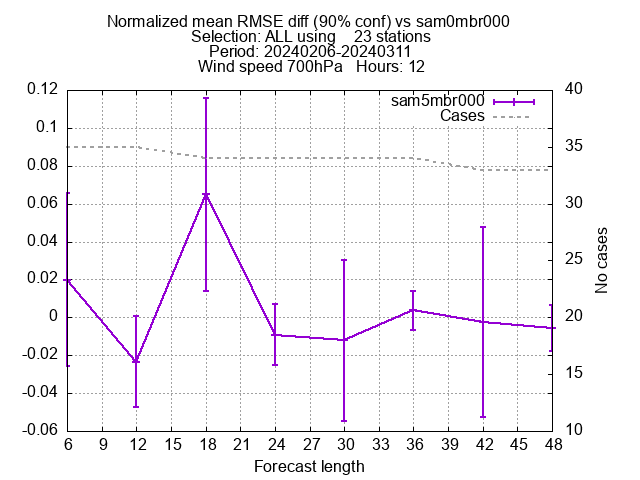 Normalized mean RMSE diff (90% conf) vs sam0mbr000
Selection: ALL using    23 stations
Period: 20240206-20240311
Wind speed 700hPa   Hours: 12
sam5mbr000
Cases
0.12
0.1
0.08
0.06
0.04
0.02
0
-0.02
-0.04
-0.06
40
35
30
25
20
15
10
No cases
6 9 12 15 18 21 24 27 30 33 36 39 42 45 48
Forecast length